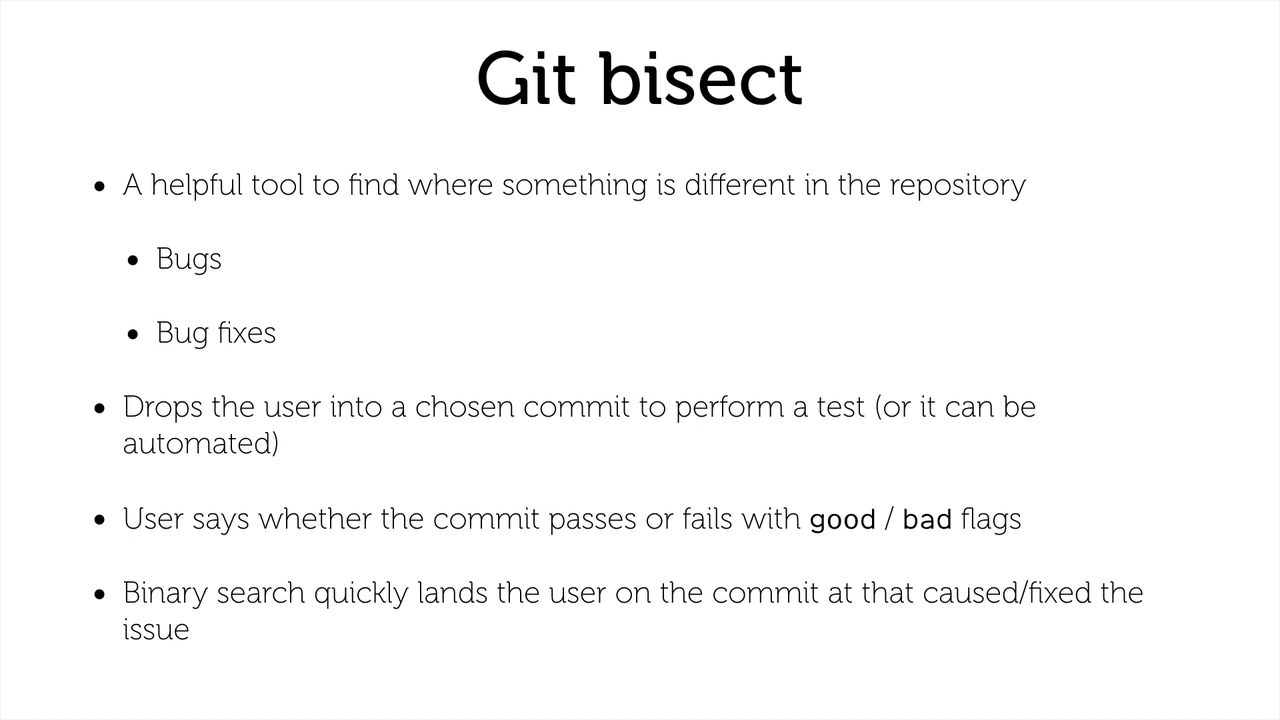 Git bisect
• A helpful tool to find where something is different in the repository
• Bugs
• Bug fixes
• Drops the user into a chosen commit to perform a test (or it can be
automated)
• User says whether the commit passes or fails with good / bad flags
• Binary search quickly lands the user on the commit at that caused/fixed the
issue